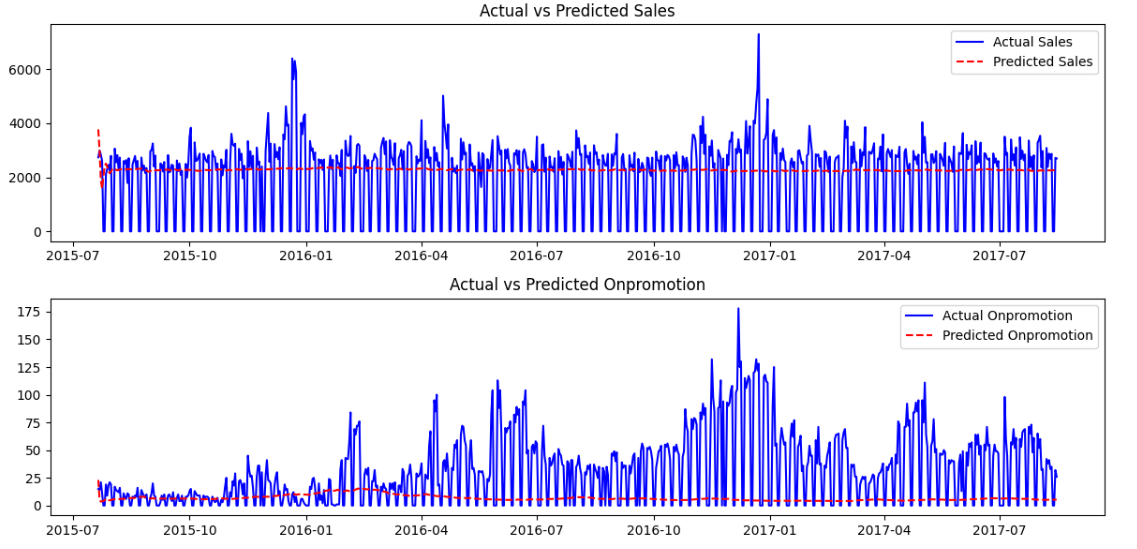 Actual vs Predicted Sales
Actual Sales
Predicted Sales
6000
4000
2000
0
2015-07 2015-10 2016-01 2016-04 2016-07 2016-10 2017-01 2017-04 2017-07
Actual vs Predicted Onpromotion
Actual Onpromotion
Predicted Onpromotion
175
150
125
100
75
50
25
0
2015-07 2015-10 2016-01 2016-04 2016-07 2016-10 2017-01 2017-04 2017-07